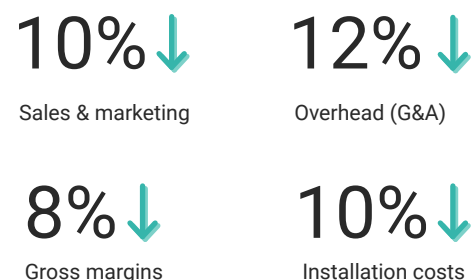 10%
12%
Sales & marketing
Overhead (G&A)
8%
10%
Gross margins
Installation costs